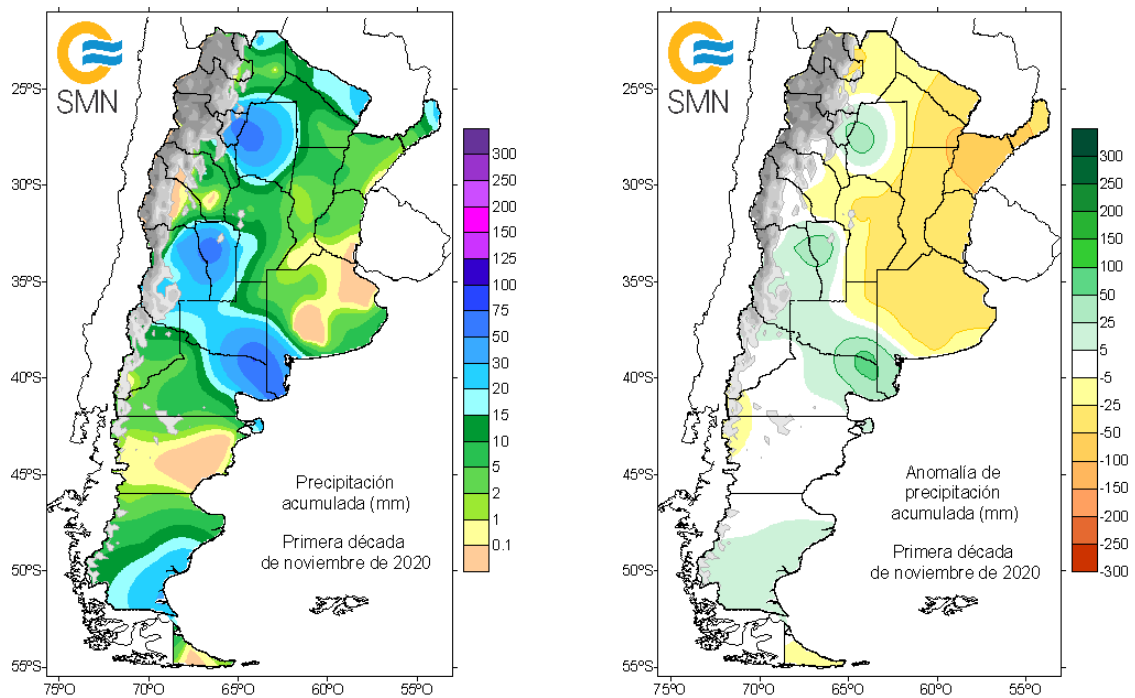 SMN
25ºS
30ºS
35ºS
40ºS
45ºS
50ºS
55ºS
75ºO
70ºO
65ºO
60ºO
55ºO
300
250
200
150
125
100
75
50
30
20
15
10
5
2
1
0.1
Precipitación
acumulada (mm)
Primera década
de noviembre de 2020
SMN
25ºS
30ºS
35ºS
40ºS
45ºS
50ºS
55ºS
75ºO
70ºO
65ºO
60ºO
55ºO
300
200
150
100
50
25
5
-5
-25
-50
-100
-150
-200
-300
Anomalía de
precipitación
acumulada (mm)
Primera década
de noviembre de 2020